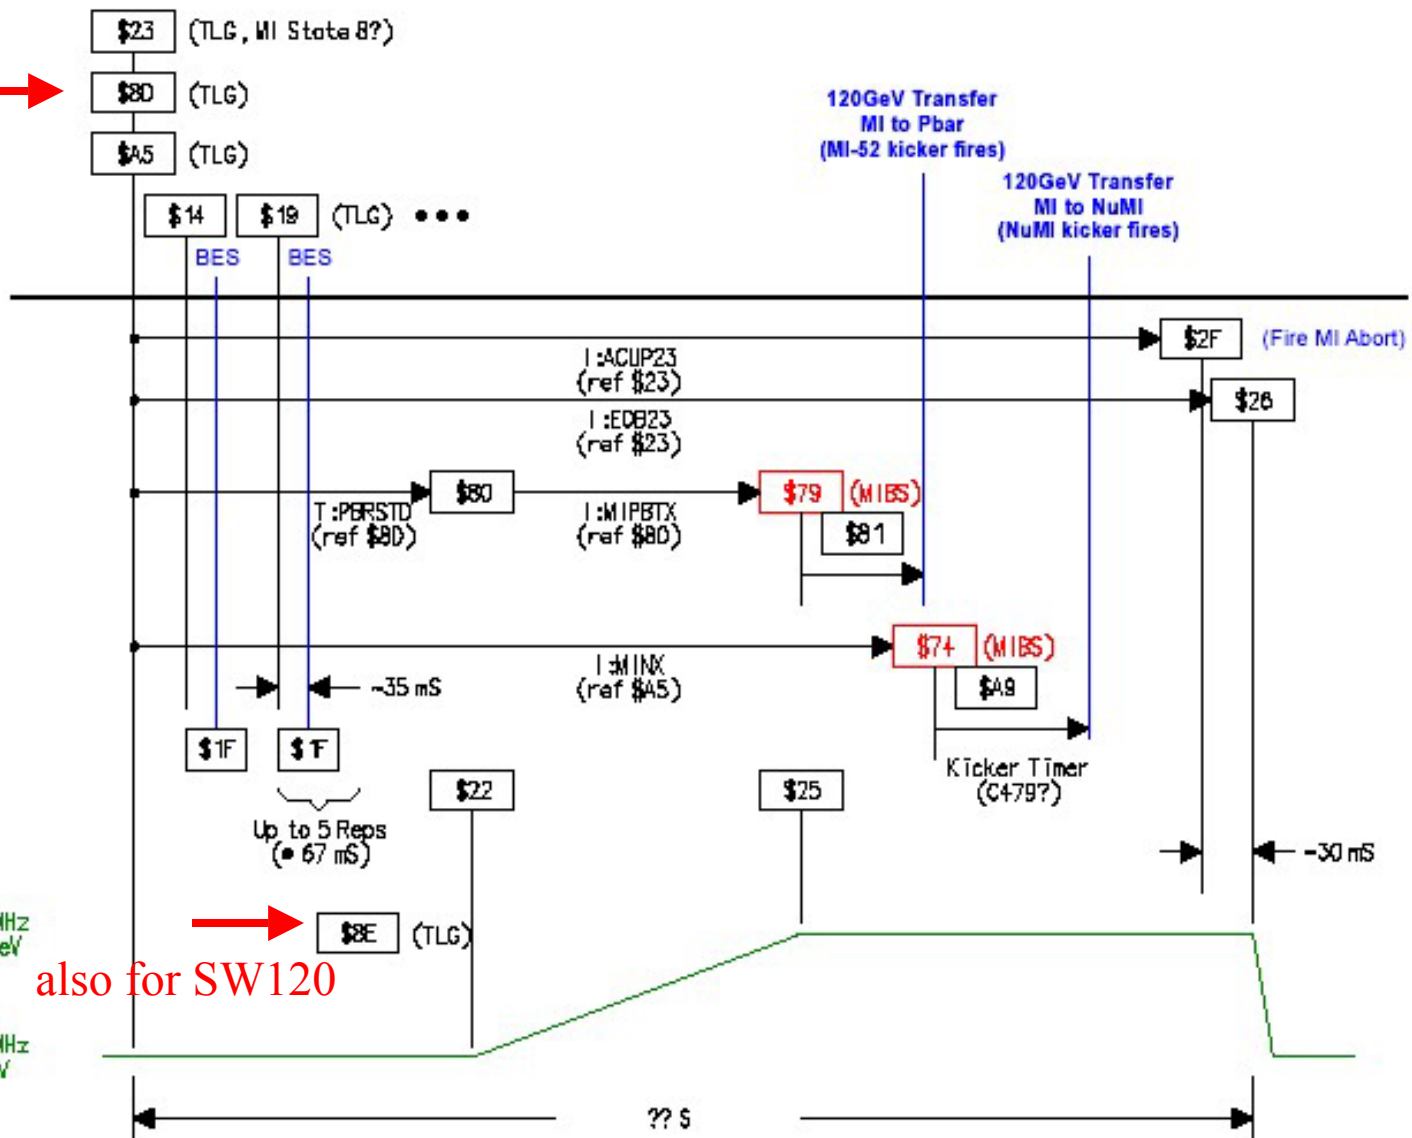 $23 (TLG, MI State 8?)
$8D (TLG)
$A5 (TLG)
120GeV Transfer
MI to Pbar
(MI-52 kicker fires)
120GeV Transfer
MI to NuMI
(NuMI kicker fires)
$14 $19 (TLG) •••
BES BES
$2F (Fire MI Abort)
I:ACUP23
(ref $23)
$26
I:EDB23
(ref $23)
$80 $79 (MIBS)
T:PBRSTD
(ref $8D)
I:MIPBTX
(ref $80)
$81
$74 (MIBS)
I:MINX
(ref $A5)
~35 mS
$A9
$1F $1F
Kicker Timer
(C479?)
$22 $25
Up to 5 Reps
(• 67 mS)
~30 mS
$8E (TLG)
also for SW120
?? S